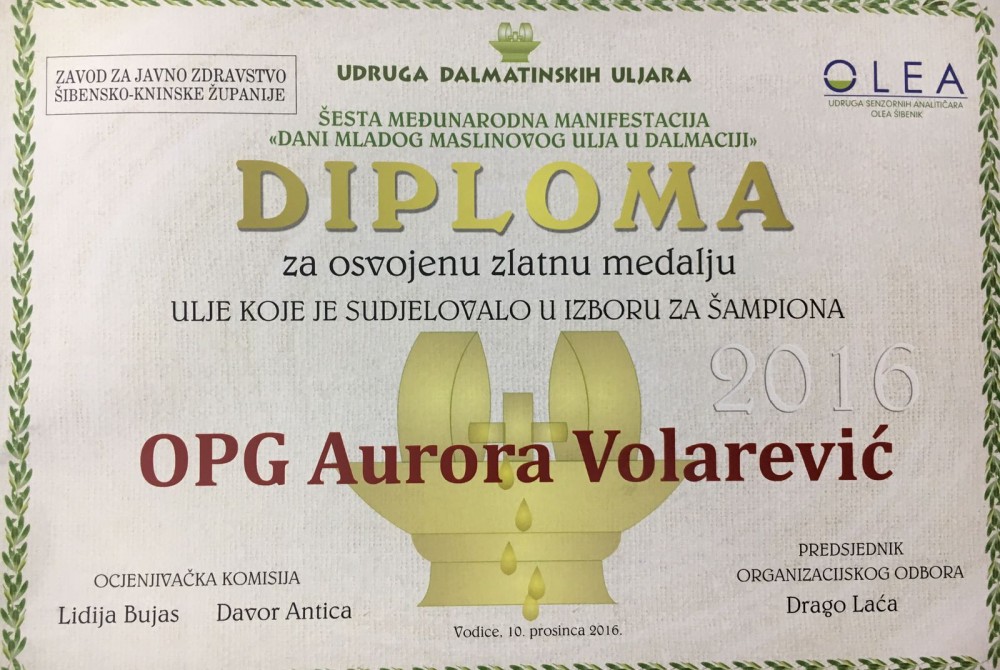 ZAVOD ZA JAVNO ZDRAVSTVO
ŠIBENSKO-KNINSKE ŽUPANIJE
UDRUGA DALMATINSKIH ULJARA
OLEA
UDRUGA SENZORNIH ANALITIČARA
OLEA ŠIBENIK
ŠESTA MEĐUNARODNA MANIFESTACIJA
«DANI MLADOG MASLINOVOG ULJA U DALMACIJI»
DIPLOMA
za osvojenu zlatnu medalju
ULJE KOJE JE SUDJELOVALO U IZBORU ZA ŠAMPIONA
2016
OPG Aurora Volarević
OCJENJIVAČKA KOMISIJA
Lidija Bujas Davor Antica
PREDSJEDNIK
ORGANIZACIJSKOG ODBORA
Drago Laća
Vodice, 10. prosinca 2016.